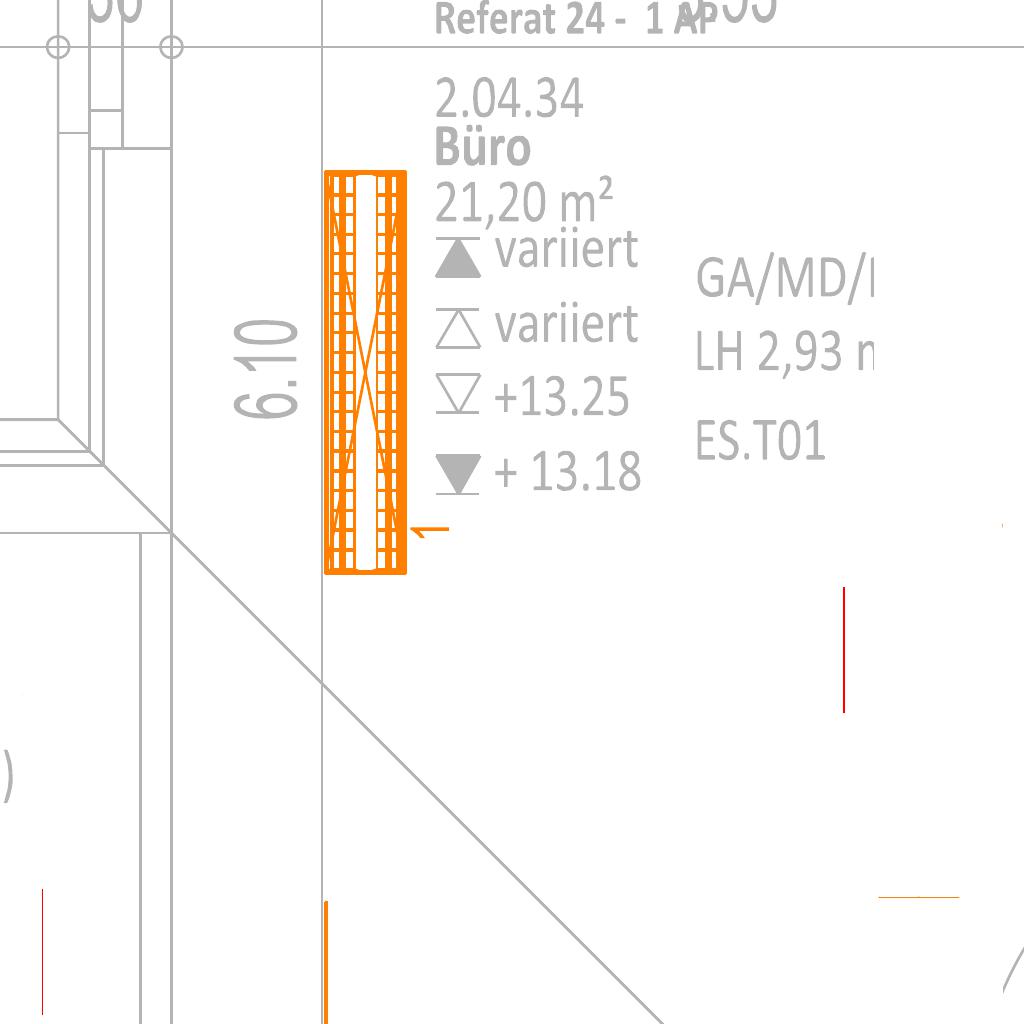 Referat 24 - 1 AP
2.04.34
Büro
21,20 m²
variiert
variiert
+13.25
+ 13.18
GA/MD/
LH 2,93
ES.T01
6.10
1
)